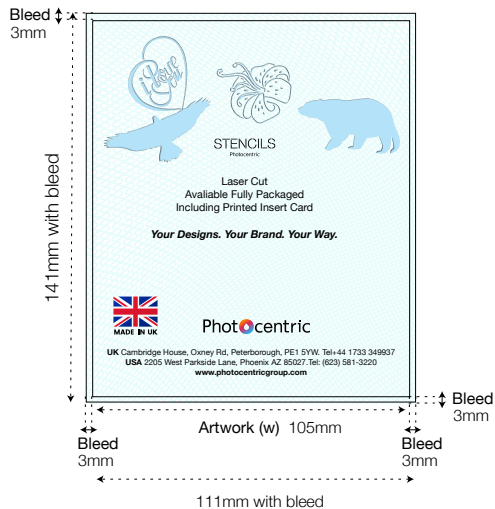 Bleed
3mm
141mm with bleed
i love
you
STENCILS
Photocentric
Laser Cut
Avaliable Fully Packaged
Including Printed Insert Card
Your Designs. Your Brand. Your Way.
MADE IN UK
Photocentric
UK Cambridge House, Oxney Rd, Peterborough, PE1 5YW. Tel+44 1733 349937
USA 2205 West Parkside Lane, Phoenix AZ 85027.Tel: (623) 581-3220
www.photocentricgroup.com
Bleed
3mm
Artwork (w) 105mm
Bleed
3mm
Bleed
3mm
111mm with bleed